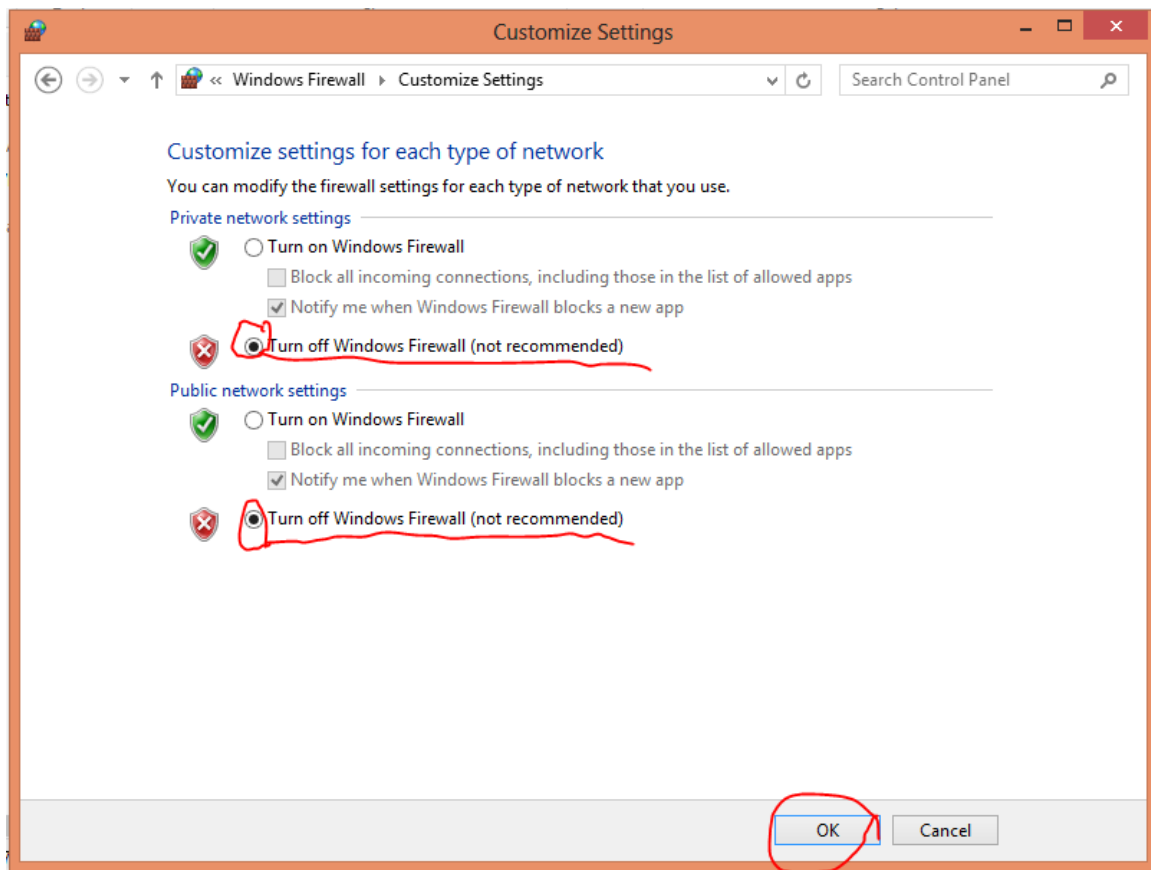 Customize Settings
« Windows Firewall Customize Settings
Search Control Panel
Customize settings for each type of network
You can modify the firewall settings for each type of network that you use.
Private network settings
Turn on Windows Firewall
Block all incoming connections, including those in the list of allowed apps
Notify me when Windows Firewall blocks a new app
Turn off Windows Firewall (not recommended)
Public network settings
Turn on Windows Firewall
Block all incoming connections, including those in the list of allowed apps
Notify me when Windows Firewall blocks a new app
Turn off Windows Firewall (not recommended)
OK
Cancel